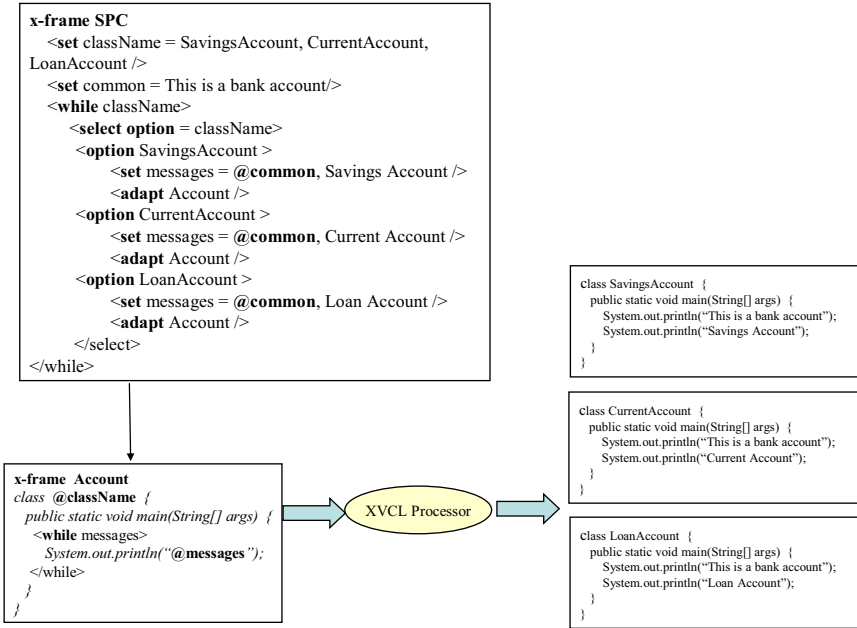 x-frame SPC
<set className = SavingsAccount, CurrentAccount,
LoanAccount />
<set common = This is a bank account/>
<while className>
<select option = className>
<option SavingsAccount >
<set messages = @common, Savings Account />
<adapt Account />
<option CurrentAccount >
<set messages = @common, Current Account />
<adapt Account />
<option LoanAccount >
<set messages = @common, Loan Account />
<adapt Account />
</select>
</while>
x-frame Account
class @className {
public static void main(String[] args) {
<while messages>
System.out.println(“@messages”);
</while>
}
}
XVCL Processor
class SavingsAccount {
public static void main(String[] args) {
System.out.println(“This is a bank account”);
System.out.println(“Savings Account”);
}
}
class CurrentAccount {
public static void main(String[] args) {
System.out.println(“This is a bank account”);
System.out.println(“Current Account”);
}
}
class LoanAccount {
public static void main(String[] args) {
System.out.println(“This is a bank account”);
System.out.println(“Loan Account”);
}
}